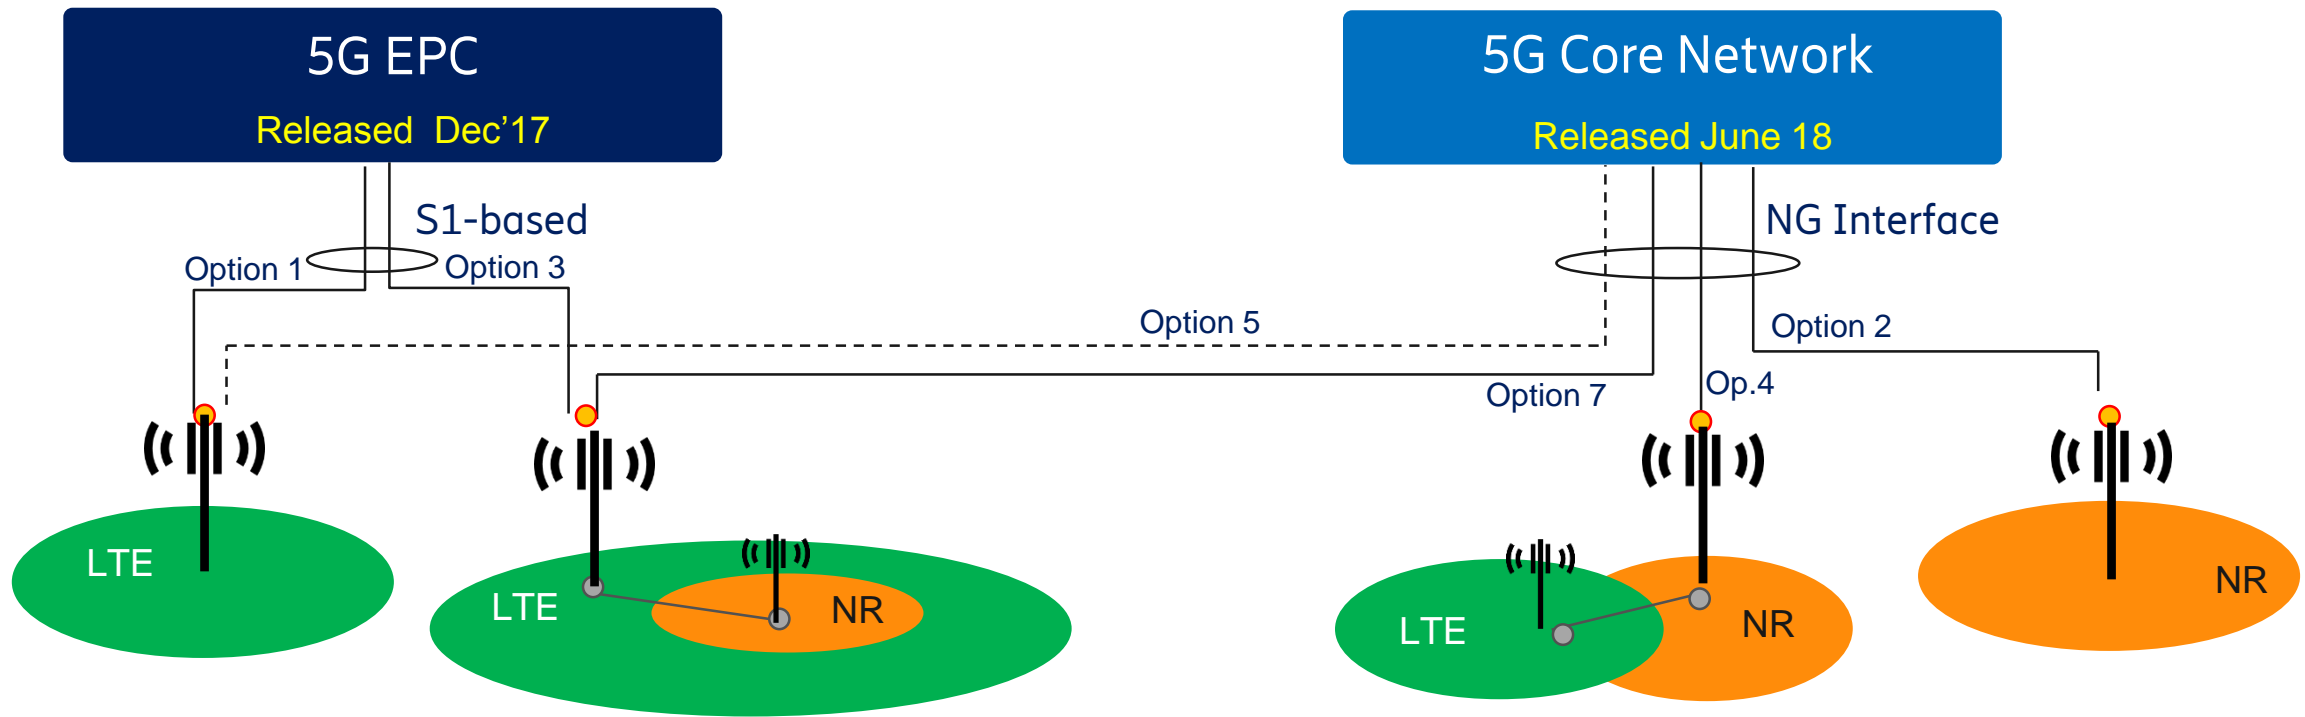 5G EPC
Released Dec'17
5G Core Network
Released June 18
S1-based
NG Interface
Option 1
Option 3
Option 5
Option 2
Option 7
Op.4
LTE
LTE
NR
LTE
NR
NR